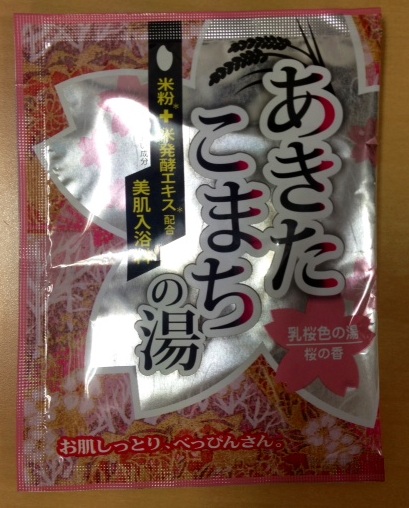 あきた
こまち
の湯
米粉※+米発酵エキス※配合
美肌入浴料
成分
乳桜色の湯
桜の香
お肌しっとり、べっぴんさん。